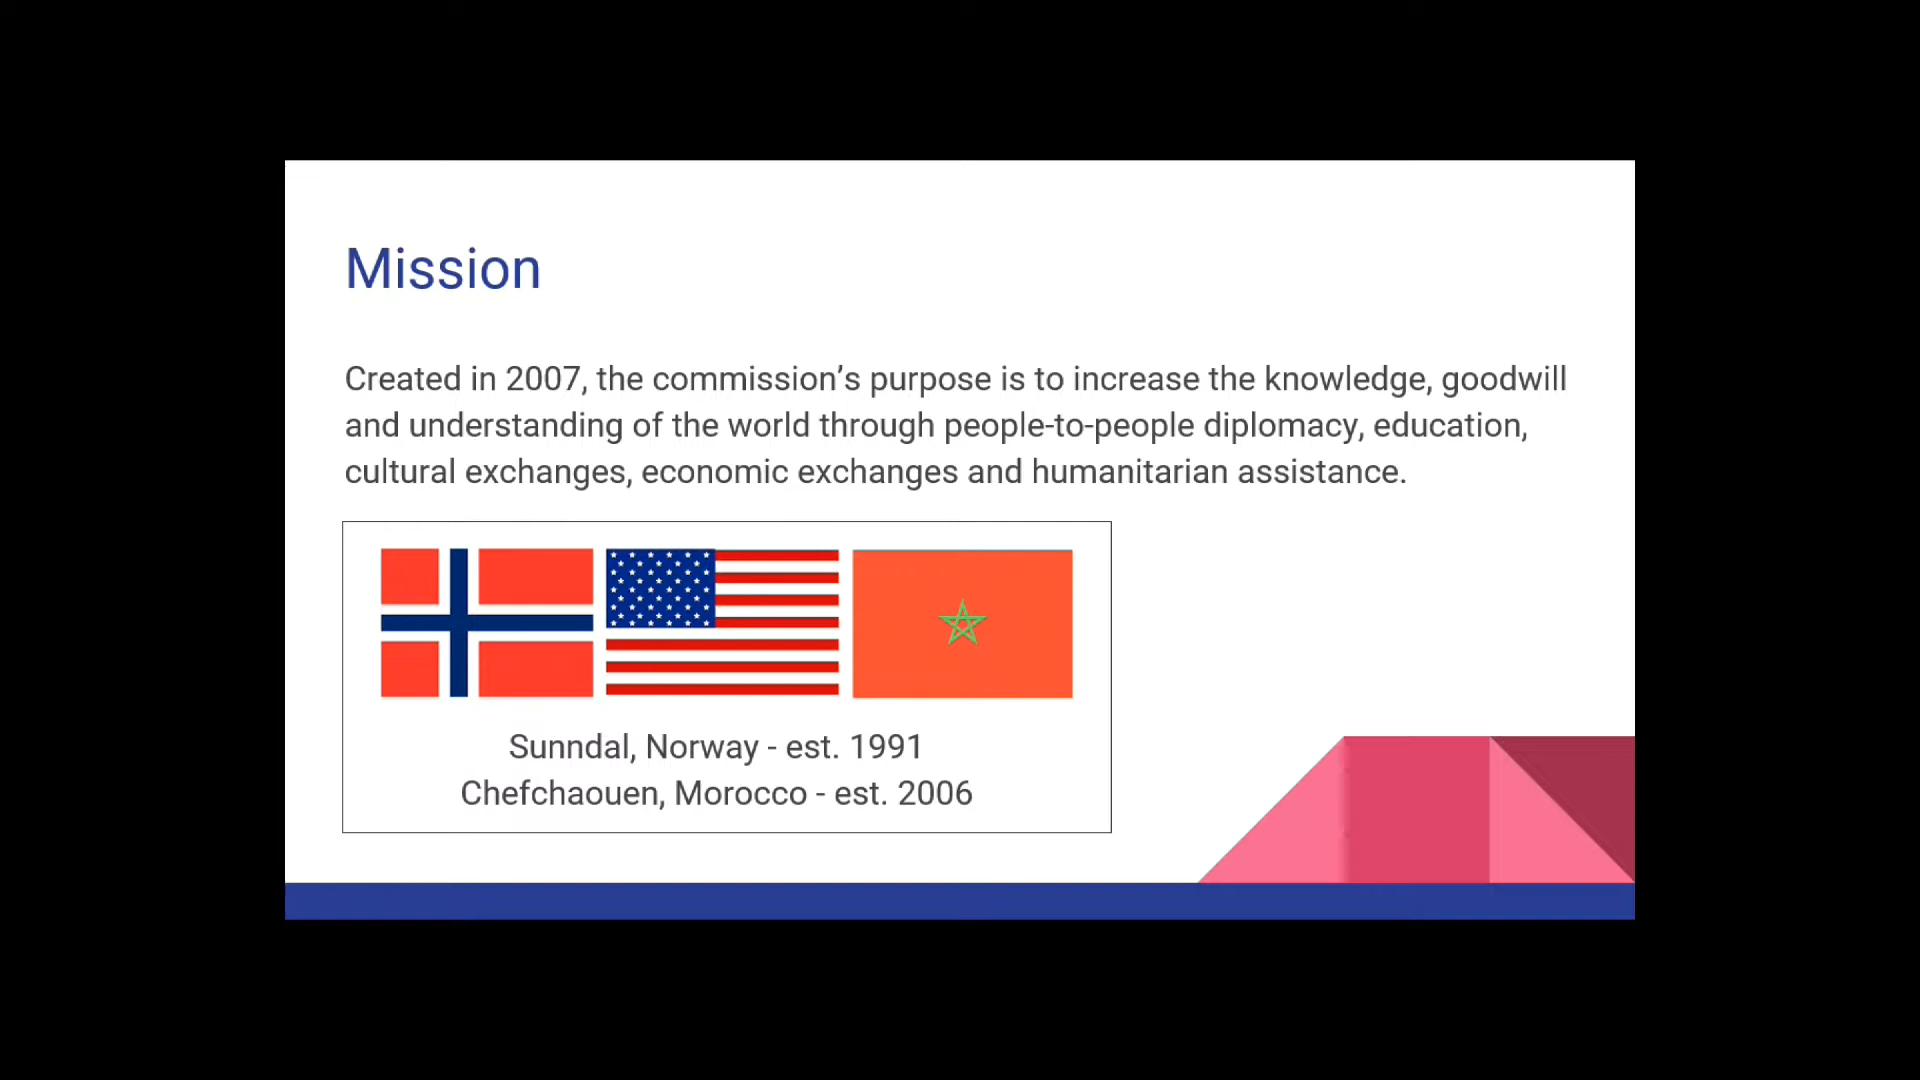 Mission
Created in 2007, the commission’s purpose is to increase the knowledge, goodwill
and understanding of the world through people-to-people diplomacy, education,
cultural exchanges, economic exchanges and humanitarian assistance.
Sunndal, Norway - est. 1991
Chefchaouen, Morocco - est. 2006